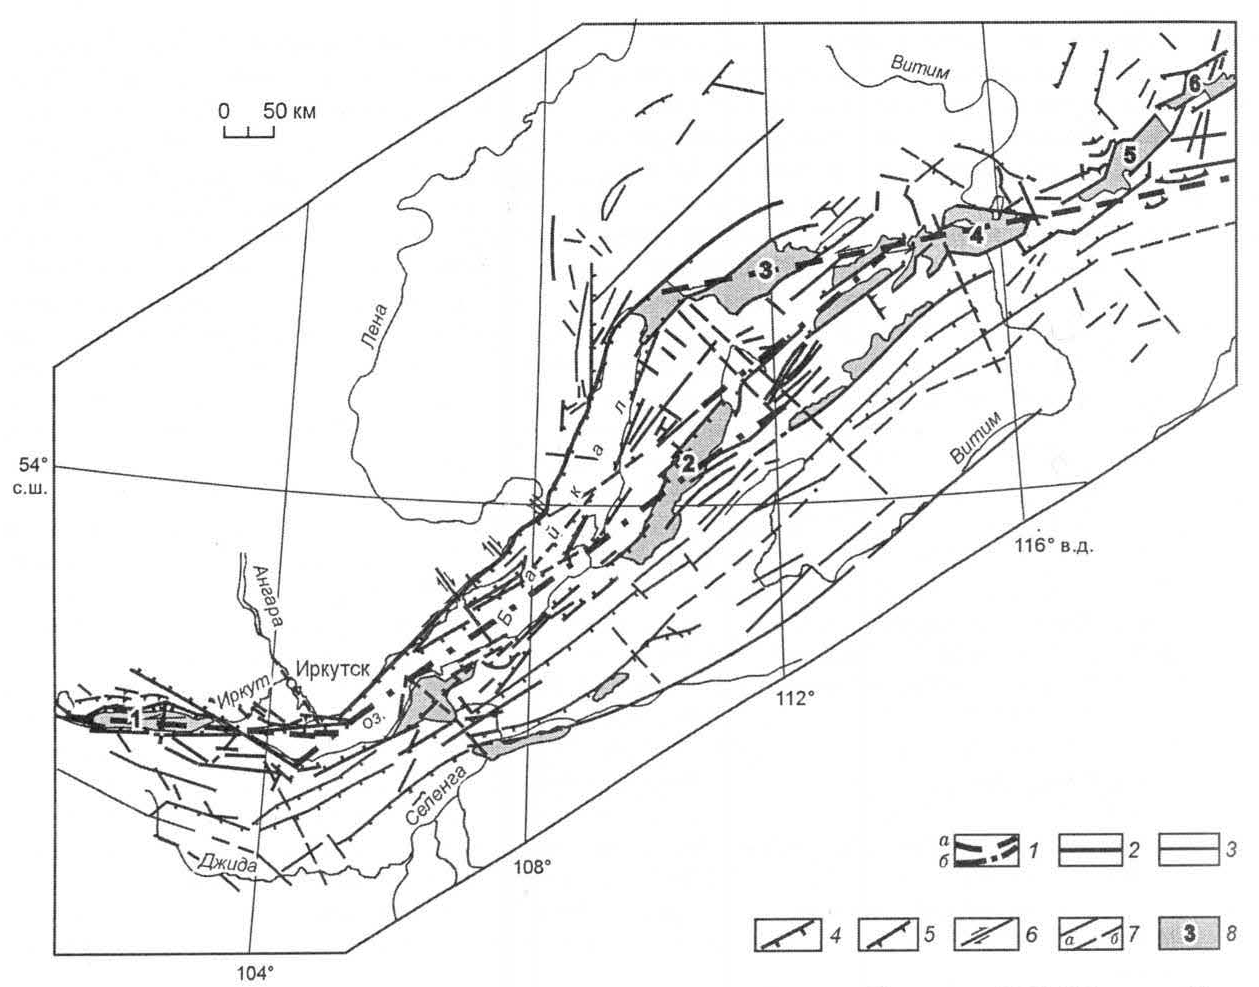 0 50 км
Витим
6
5
4
3
Лена
2
54°
с.ш.
Витим
116° в.д.
Ангара
оз. Байкал
Иркут
Иркутск
1
112°
Селенга
Джида
108°
104°
а
б
1
2
3
4
5
6
а б 7
3 8